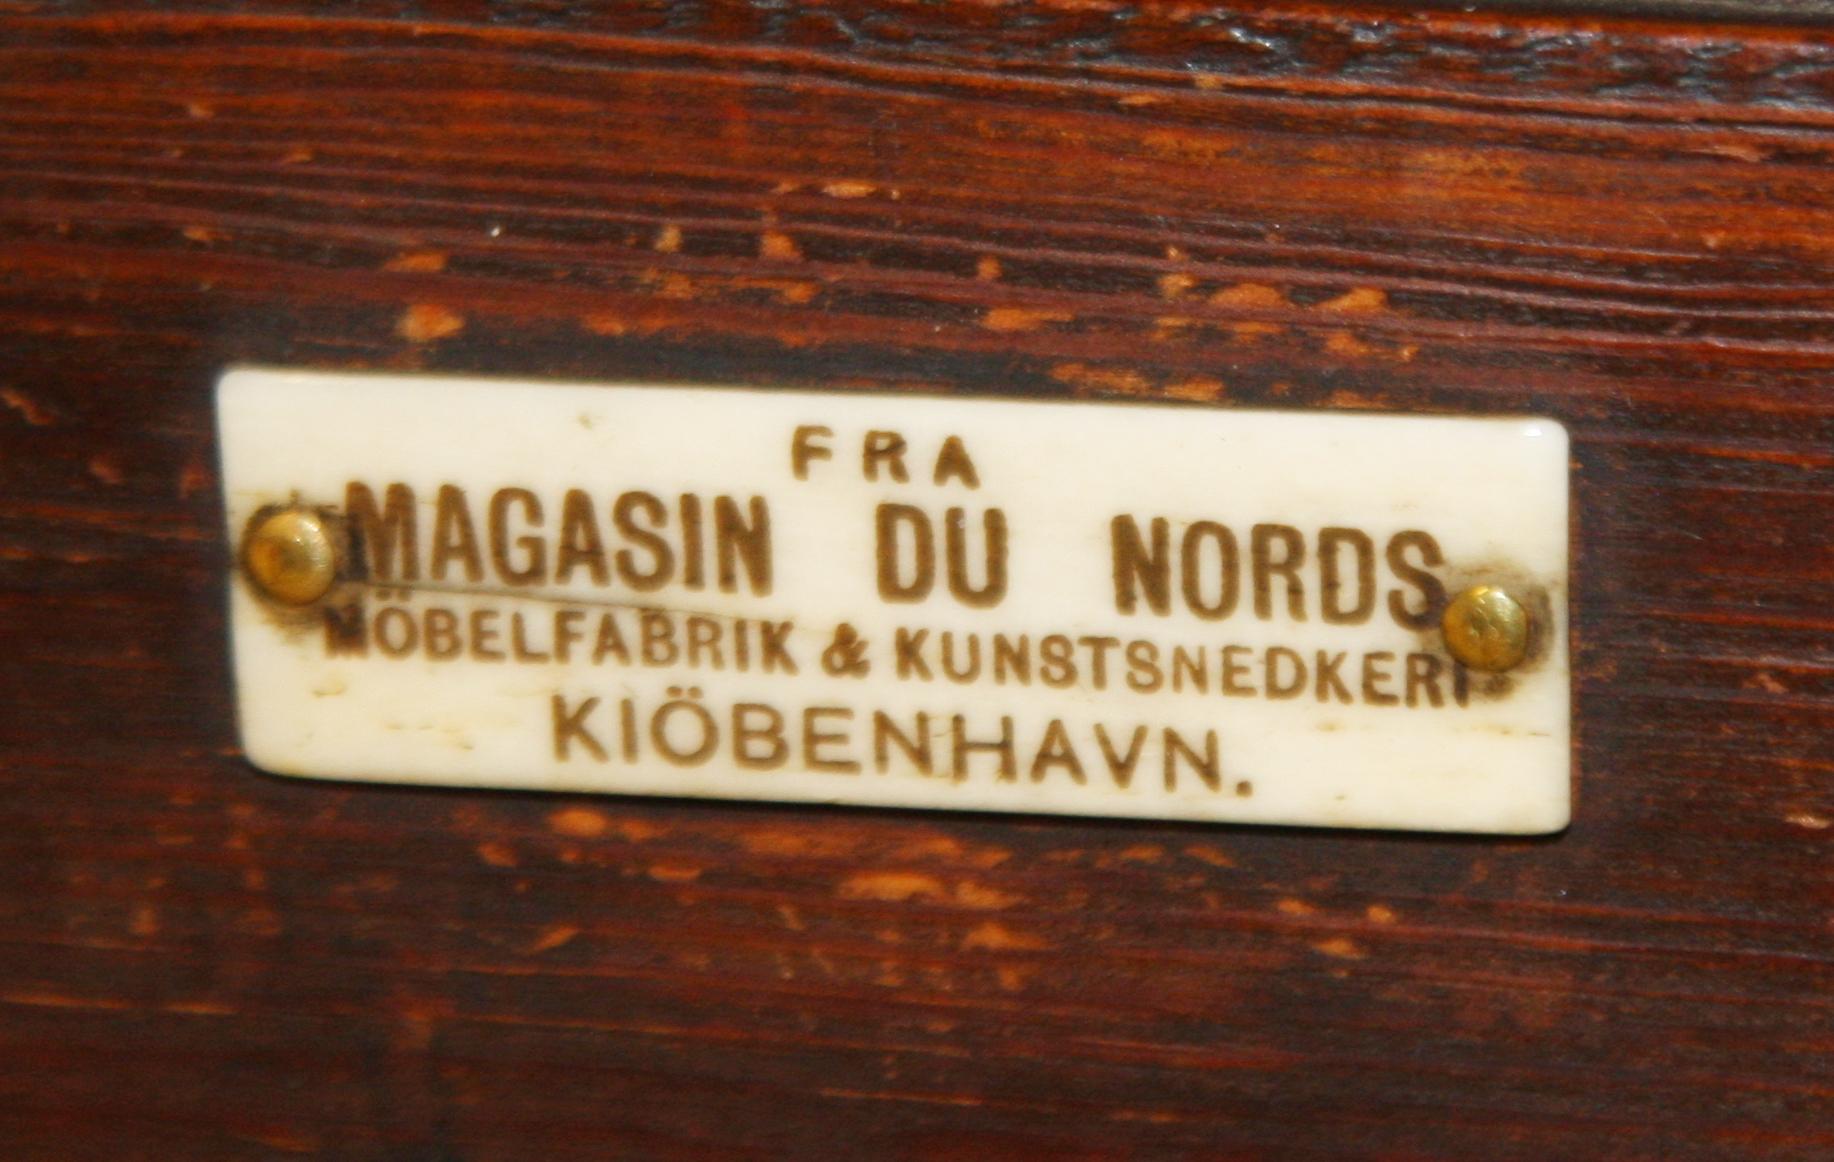 FRA
MAGASIN DU NORDS
MÖBELFABRIK & KUNSTSNEDKERI
KIÖBENHAVN.